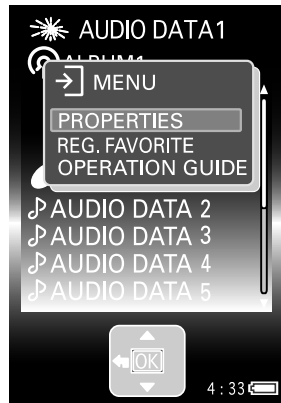 AUDIO DATA1
ALBUM1
MENU
PROPERTIES
REG. FAVORITE
OPERATION GUIDE
AUDIO DATA 2
AUDIO DATA 3
AUDIO DATA 4
AUDIO DATA 5
OK
4:33